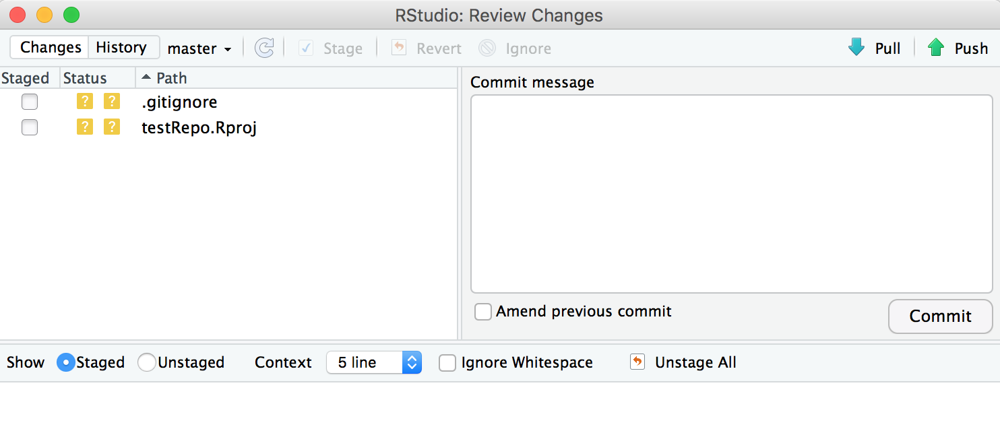 RStudio: Review Changes
Changes History master Stage Revert Ignore Pull Push
Staged Status Path
? ? .gitignore
? ? testRepo.Rproj
Commit message
Amend previous commit
Commit
Show Staged Unstaged Context 5 line Ignore Whitespace Unstage All